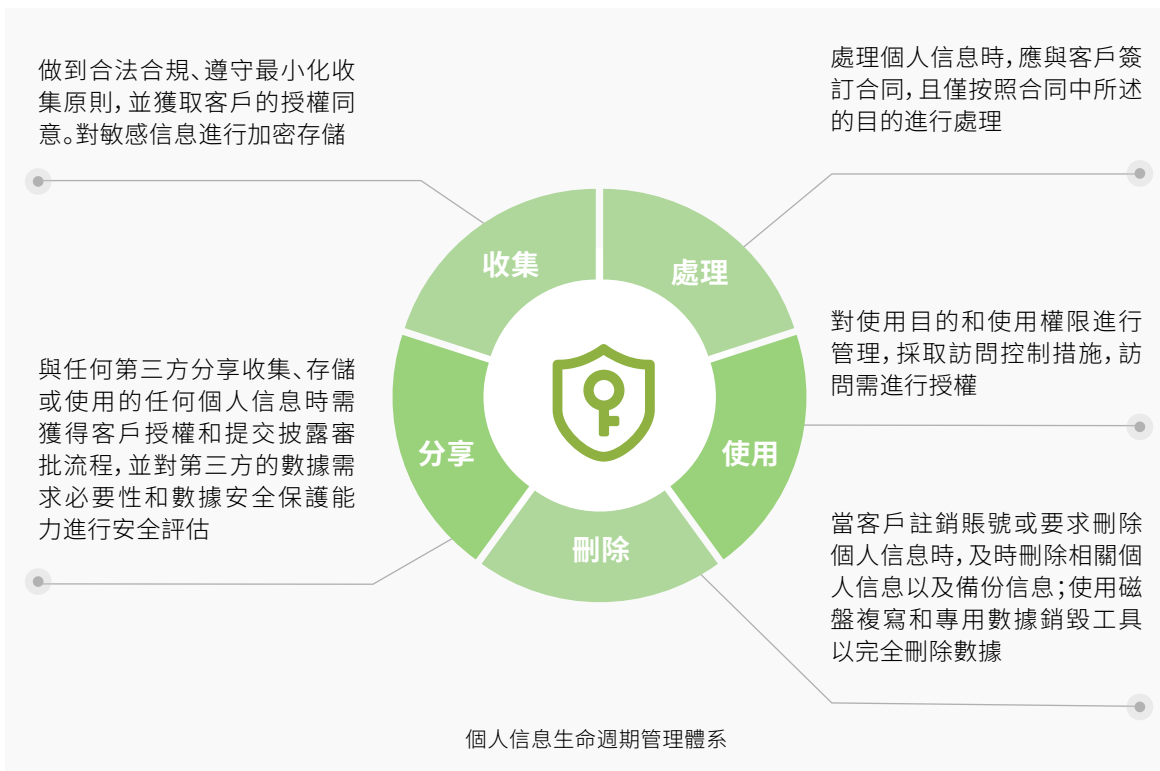 做到合法合規、遵守最小化收
集原則，並獲取客戶的授權同
意。對敏感信息進行加密存儲
處理個人信息時，應與客戶簽
訂合同，且僅按照合同中所述
的目的進行處理
收集
處理
對使用目的和使用權限進行
管理，採取訪問控制措施，訪
問需進行授權
與任何第三方分享收集、存儲
或使用的任何個人信息時需
獲得客戶授權和提交披露審
批流程，並對第三方的數據需
求必要性和數據安全保護能
力進行安全評估
分享
使用
刪除
當客戶註銷賬號或要求刪除
個人信息時，及時刪除相關個
人信息以及備份信息；使用磁
盤複寫和專用數據銷毀工具
以完全刪除數據
個人信息生命週期管理體系